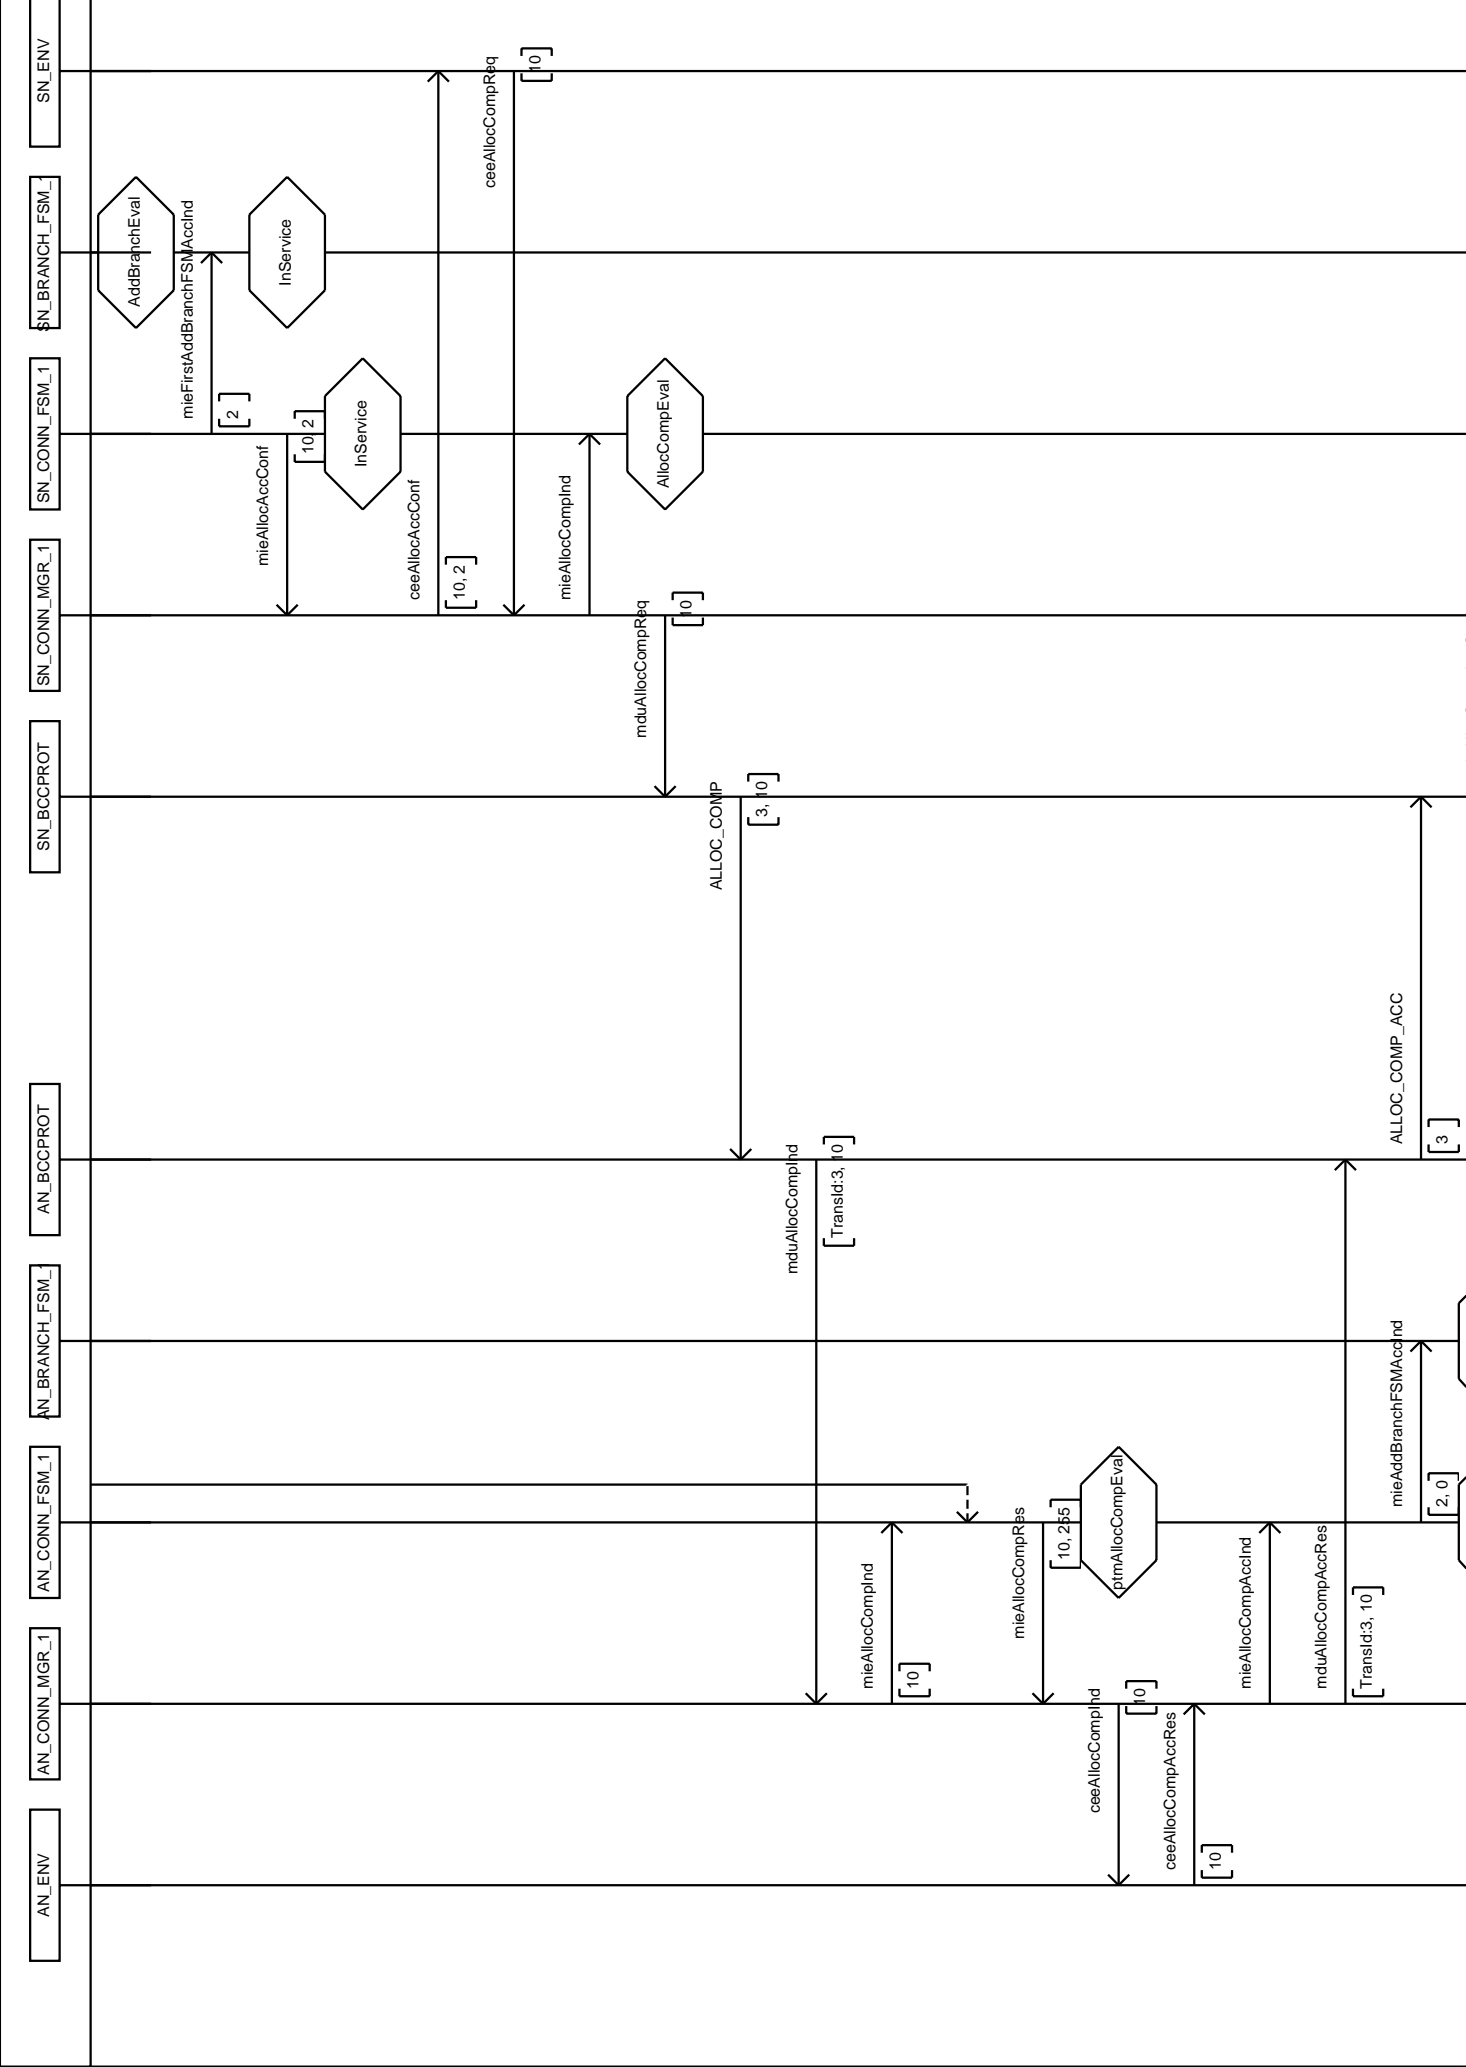 AN_ENV
AN_CONN_MGR_1
AN_CONN_FSM_1
AN_BRANCH_FSM_1
AN_BCCPROT
SN_BCCPROT
SN_CONN_MGR_1
SN_CONN_FSM_1
SN_BRANCH_FSM_1
SN_ENV
AddBranchEval
mieFirstAddBranchFSMAccInd
[2]
mieAllocAccConf
[10, 2]
InService
InService
ceeAllocAccConf
[10, 2]
ceeAllocCompReq
[10]
mieAllocCompInd
AllocCompEval
mduAllocCompReq
[10]
ALLOC_COMP
[3, 10]
mduAllocCompInd
[TransId:3, 10]
mieAllocCompInd
[10]
mieAllocCompRes
[10, 255]
ptmAllocCompEval
ceeAllocCompInd
[10]
ceeAllocCompAccRes
[10]
mieAllocCompAccInd
mduAllocCompAccRes
[TransId:3, 10]
mieAddBranchFSMAccInd
[2, 0]
ALLOC_COMP_ACC
[3]